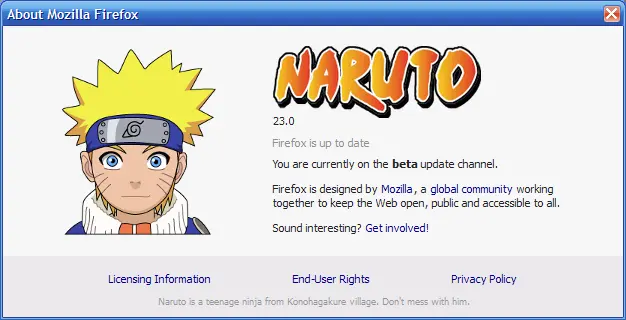 About Mozilla Firefox
NARUTO
23.0
Firefox is up to date
You are currently on the beta update channel.
Firefox is designed by Mozilla, a global community working
together to keep the Web open, public and accessible to all.
Sound interesting? Get involved!
Licensing Information End-User Rights Privacy Policy
Naruto is a teenage ninja from Konohagakure village. Don't mess with him.